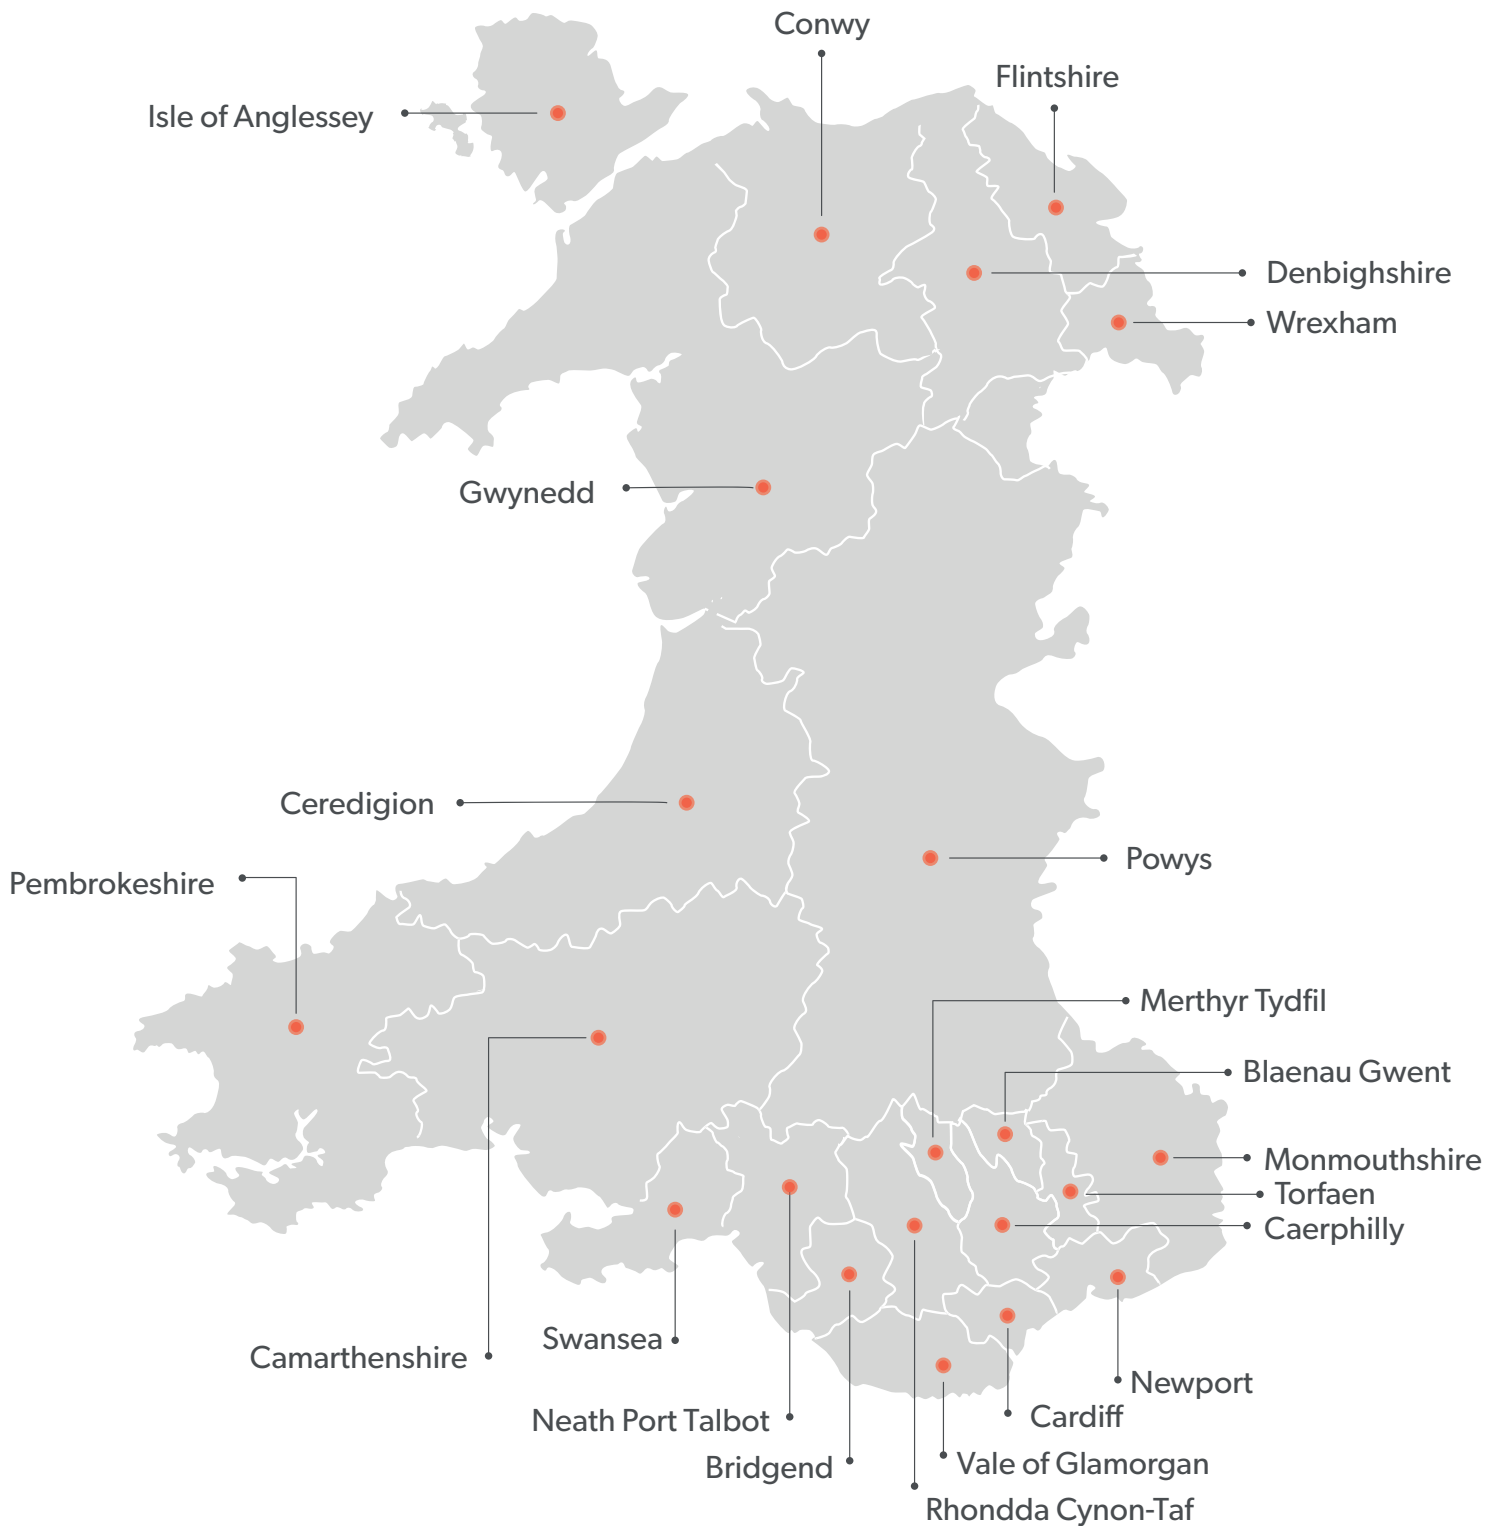 Conwy
Flintshire
Isle of Anglessey
Denbighshire
Wrexham
Gwynedd
Ceredigion
Powys
Pembrokeshire
Merthyr Tydfil
Blaenau Gwent
Monmouthshire
Torfaen
Caerphilly
Swansea
Camarthenshire
Newport
Cardiff
Neath Port Talbot
Vale of Glamorgan
Bridgend
Rhondda Cynon-Taf